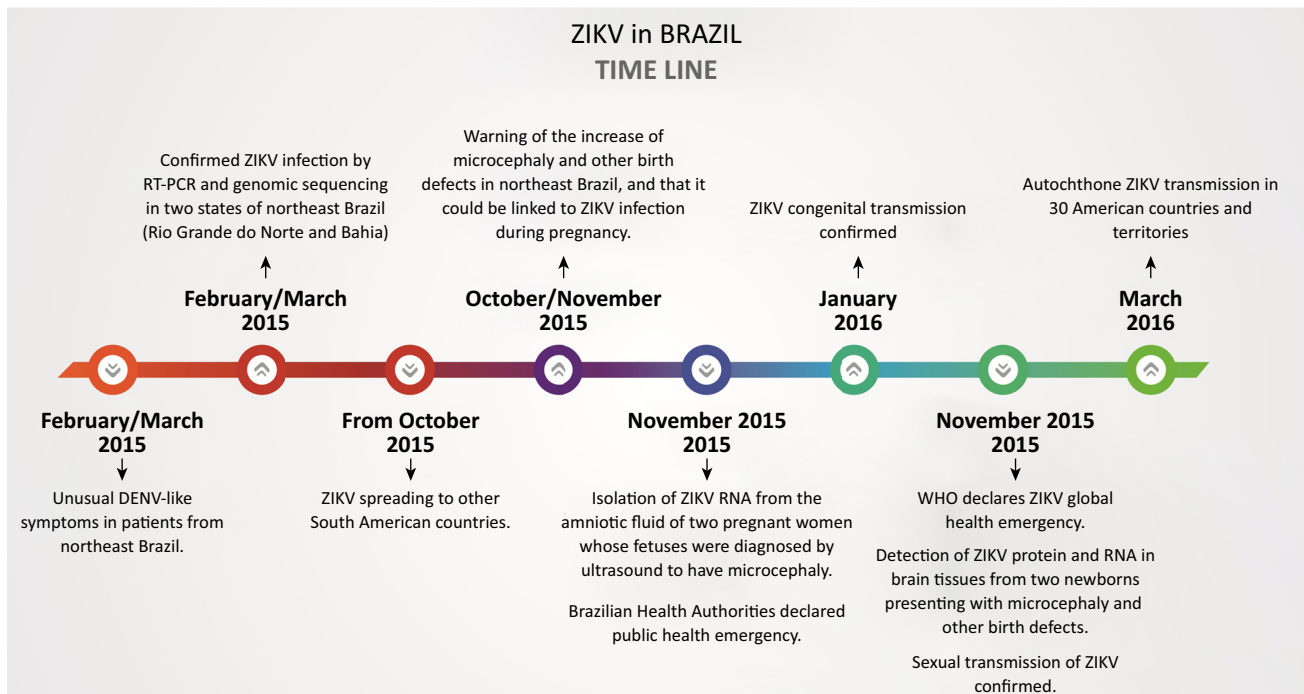 ZIKV in BRAZIL
TIME LINE
Confirmed ZIKV infection by
RT-PCR and genomic sequencing
in two states of northeast Brazil
(Rio Grande do Norte and Bahia)
February/March
2015
Warning of the increase of
microcephaly and other birth
defects in northeast Brazil, and that it
could be linked to ZIKV infection
during pregnancy.
October/November
2015
ZIKV congenital transmission
confirmed
January
2016
Autochthone ZIKV transmission in
30 American countries and
territories
March
2016
February/March
2015
Unusual DENV-like
symptoms in patients from
northeast Brazil.
From October
2015
ZIKV spreading to other
South American countries.
November 2015
2015
Isolation of ZIKV RNA from the
amniotic fluid of two pregnant women
whose fetuses were diagnosed by
ultrasound to have microcephaly.
Brazilian Health Authorities declared
public health emergency.
November 2015
2015
WHO declares ZIKV global
health emergency.
Detection of ZIKV protein and RNA in
brain tissues from two newborns
presenting with microcephaly and
other birth defects.
Sexual transmission of ZIKV
confirmed.